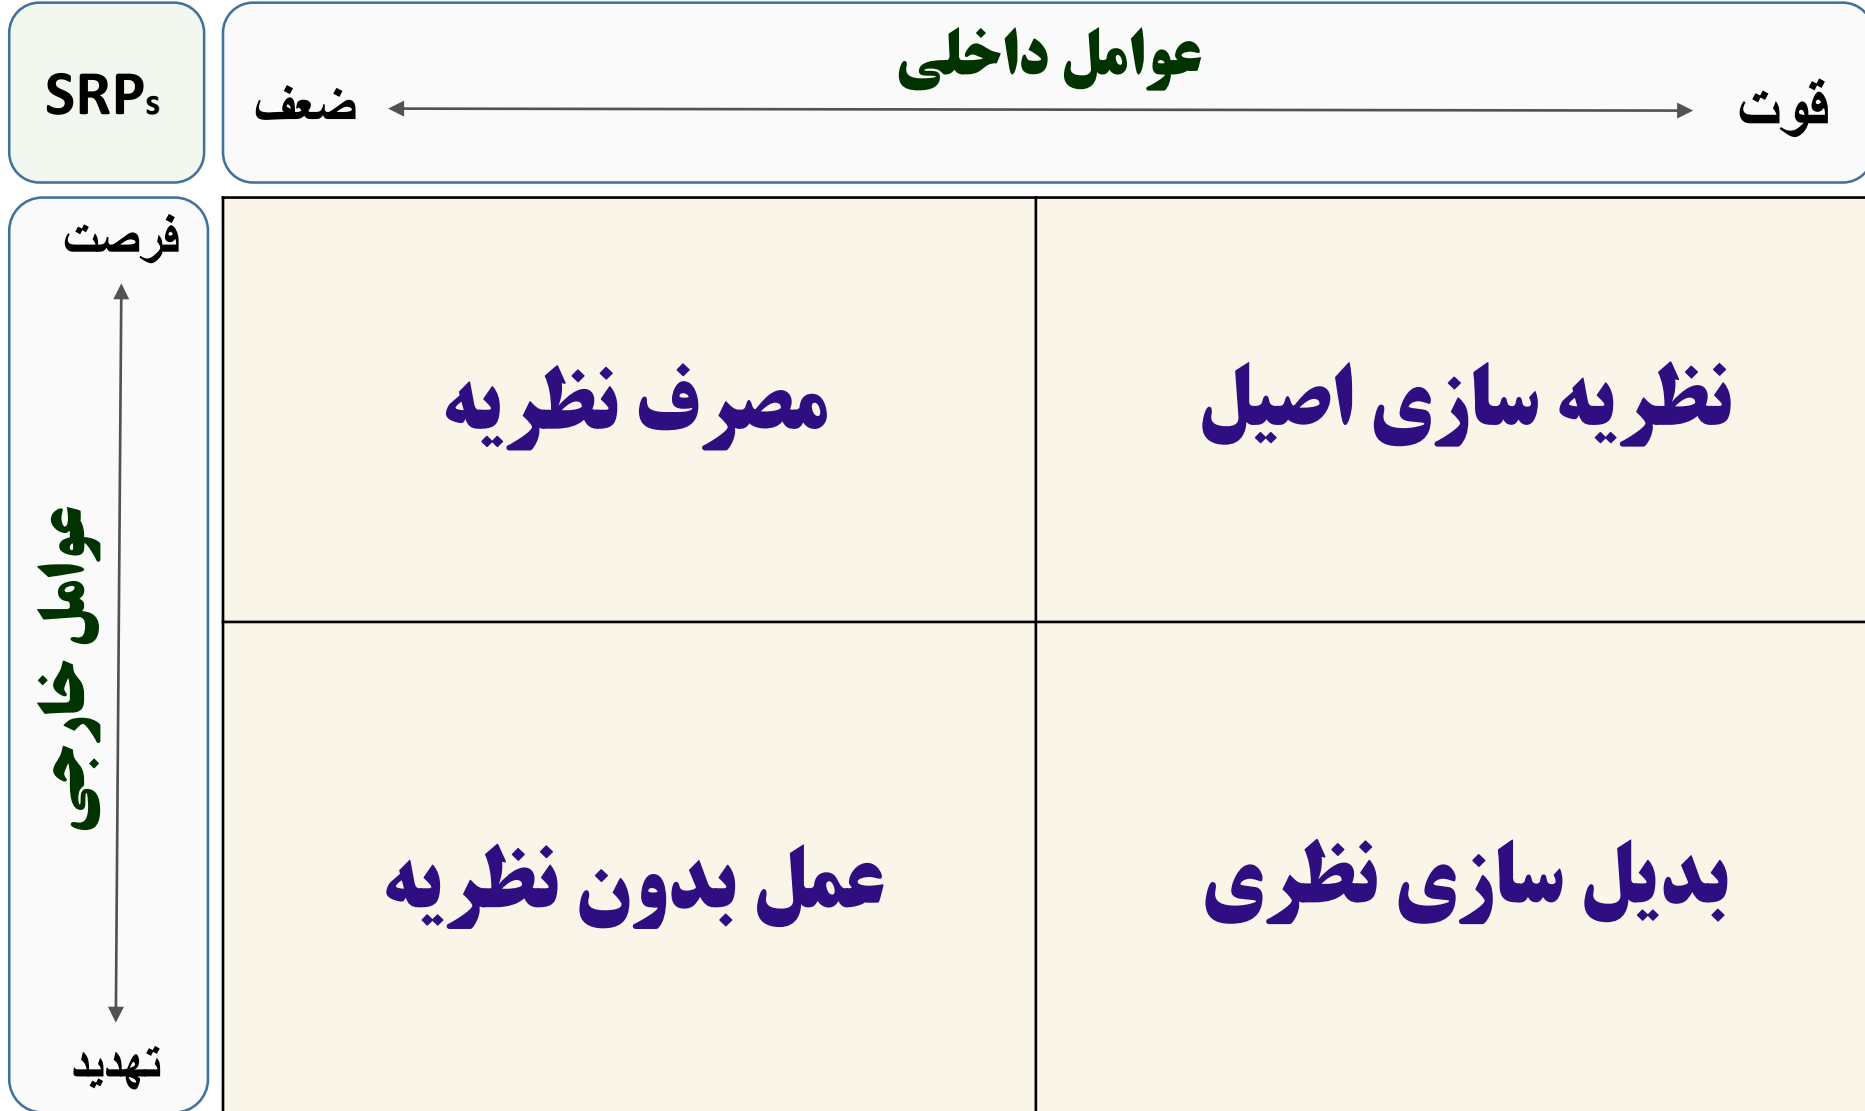 SRPs
عوامل داخلی
قوت
ضعف
فرصت
عوامل خارجی
تهدید
نظریه سازی اصیل
مصرف نظریه
بدیل سازی نظری
عمل بدون نظریه